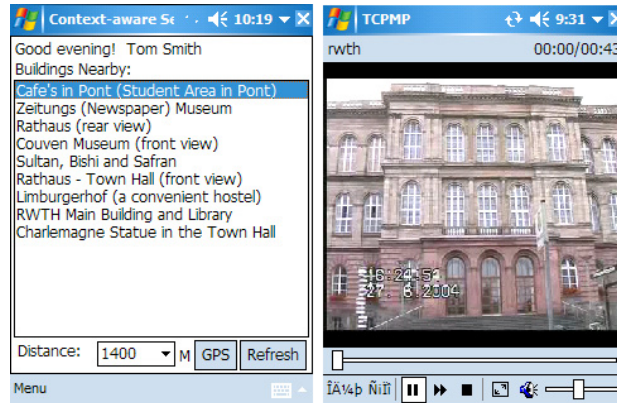 Context-aware Se 10:19
Good evening! Tom Smith
Buildings Nearby:
Cafe's in Pont (Student Area in Pont)
Zeitungs (Newspaper) Museum
Rathaus (rear view)
Couven Museum (front view)
Sultan, Bishi and Safran
Rathaus - Town Hall (front view)
Limburgerhof (a convenient hostel)
RWTH Main Building and Library
Charlemagne Statue in the Town Hall
Distance: 1400 M GPS Refresh
Menu
TCPMP 9:31
rwth 00:00/00:43
16:24:54
27. 8.2004
ÎÄ¼þ ÑiÏî